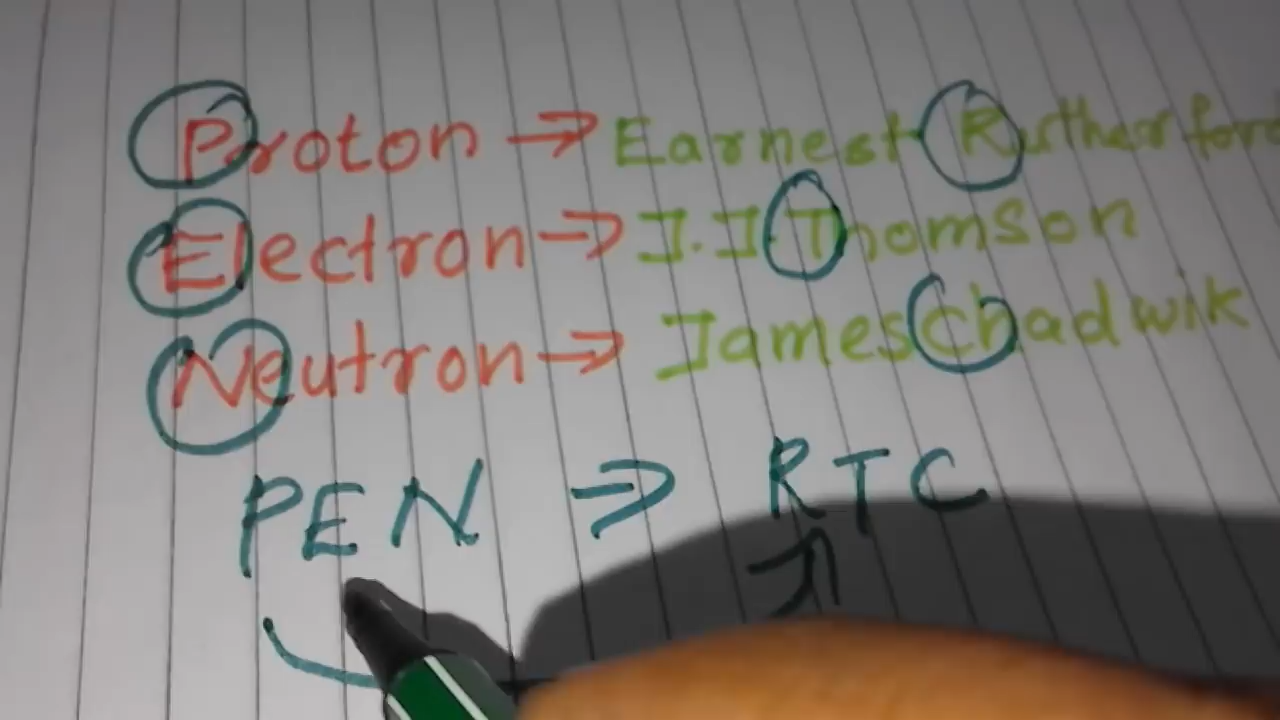 Proton → Earnest Rutherford
Electron → J.J. Thomson
Neutron → James Chadwik
PEN ⇒ RTC